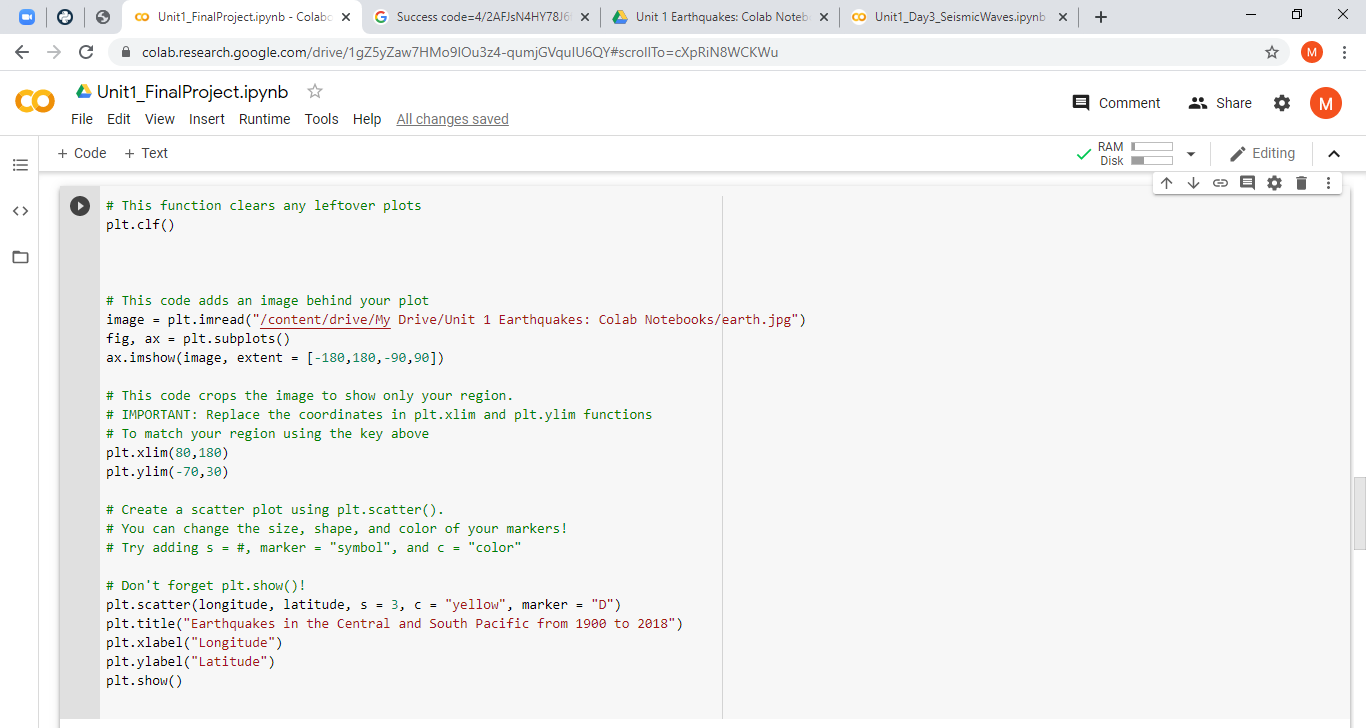 Unit1_FinalProject.ipynb - Colabo
Success code=4/2AFJsN4HY78J6
Unit 1 Earthquakes: Colab Noteb
Unit1_Day3_SeismicWaves.ipynb
colab.research.google.com/drive/1gZ5yZaw7HMo9IOu3z4-qumjGVquIU6QY#scrollTo=cXpRiN8WCKWu
M
Unit1_FinalProject.ipynb
File Edit View Insert Runtime Tools Help All changes saved
Comment Share M
+ Code + Text
RAM
Disk
Editing
# This function clears any leftover plots
plt.clf()
# This code adds an image behind your plot
image = plt.imread("/content/drive/My Drive/Unit 1 Earthquakes: Colab Notebooks/earth.jpg")
fig, ax = plt.subplots()
ax.imshow(image, extent = [-180,180,-90,90])
# This code crops the image to show only your region.
# IMPORTANT: Replace the coordinates in plt.xlim and plt.ylim functions
# To match your region using the key above
plt.xlim(80,180)
plt.ylim(-70,30)
# Create a scatter plot using plt.scatter().
# You can change the size, shape, and color of your markers!
# Try adding s = #, marker = "symbol", and c = "color"
# Don't forget plt.show()!
plt.scatter(longitude, latitude, s = 3, c = "yellow", marker = "D")
plt.title("Earthquakes in the Central and South Pacific from 1900 to 2018")
plt.xlabel("Longitude")
plt.ylabel("Latitude")
plt.show()